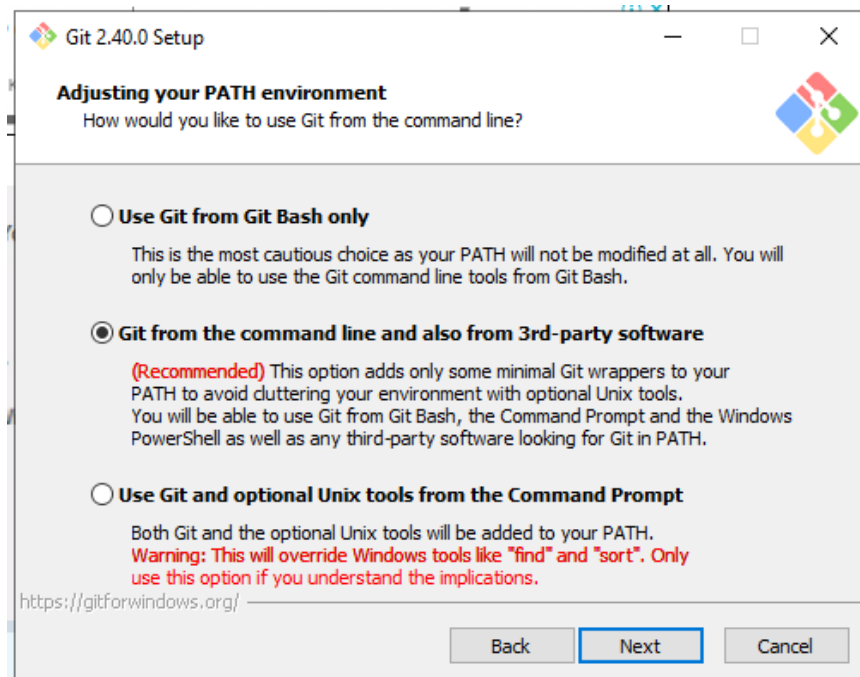 Git 2.40.0 Setup
Adjusting your PATH environment
How would you like to use Git from the command line?
Use Git from Git Bash only
This is the most cautious choice as your PATH will not be modified at all. You will
only be able to use the Git command line tools from Git Bash.
Git from the command line and also from 3rd-party software
(Recommended) This option adds only some minimal Git wrappers to your
PATH to avoid cluttering your environment with optional Unix tools.
You will be able to use Git from Git Bash, the Command Prompt and the Windows
PowerShell as well as any third-party software looking for Git in PATH.
Use Git and optional Unix tools from the Command Prompt
Both Git and the optional Unix tools will be added to your PATH.
Warning: This will override Windows tools like "find" and "sort". Only
use this option if you understand the implications.
https://gitforwindows.org/
Back Next Cancel